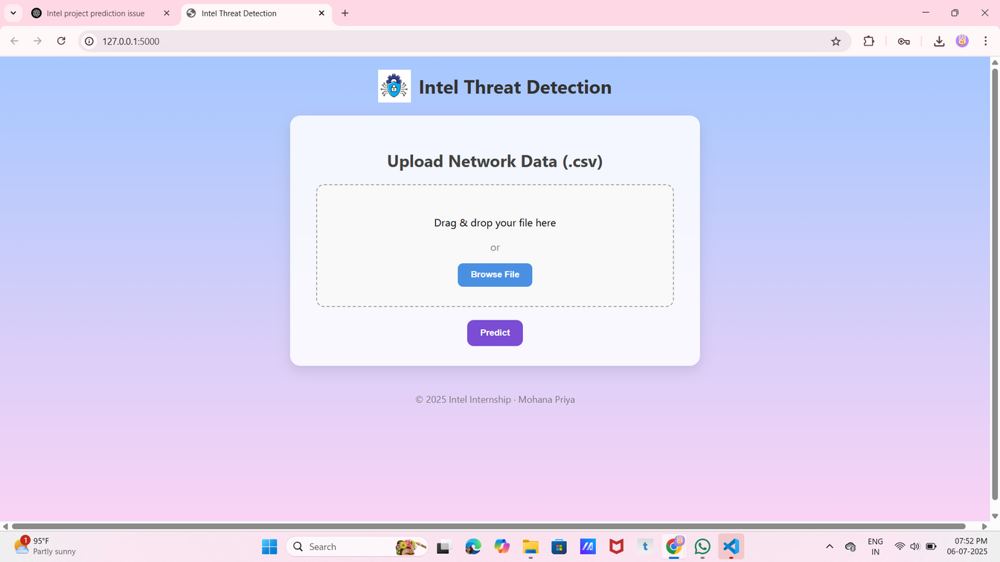 Intel project prediction issue
Intel Threat Detection
127.0.0.1:5000
Intel Threat Detection
Upload Network Data (.csv)
Drag & drop your file here
or
Browse File
Predict
© 2025 Intel Internship · Mohana Priya
1
95°F
Partly sunny
Search
ENG
IN
07:52 PM
06-07-2025